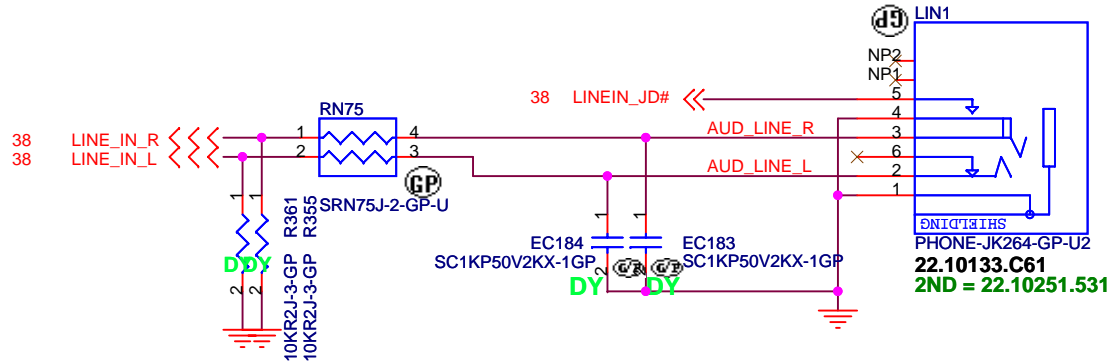 LIN1
GP
NP2
NP1
38 LINEIN_JD# 5
RN75
4
38 LINE_IN_R 1 4 AUD_LINE_R 3
38 LINE_IN_L 2 3 AUD_LINE_L 6
2
1
GP
SRN75J-2-GP-U
1 1
10KR2J-3-GP R361
10KR2J-3-GP R355
DY DY
2 2
1 1
EC184
SC1KP50V2KX-1GP
EC183
SC1KP50V2KX-1GP
2 2
DY DY
SHIELDING
PHONE-JK264-GP-U2
22.10133.C61
2ND = 22.10251.531